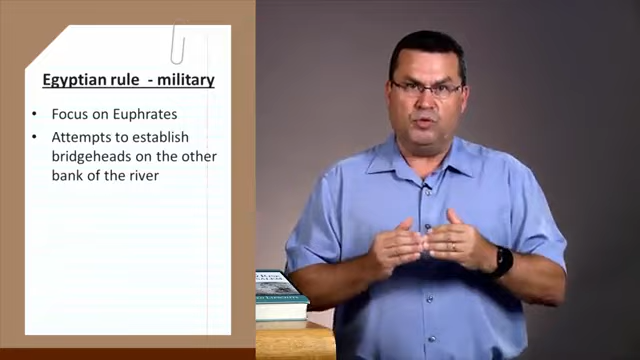 Egyptian rule - military
• Focus on Euphrates
• Attempts to establish
bridgeheads on the other
bank of the river